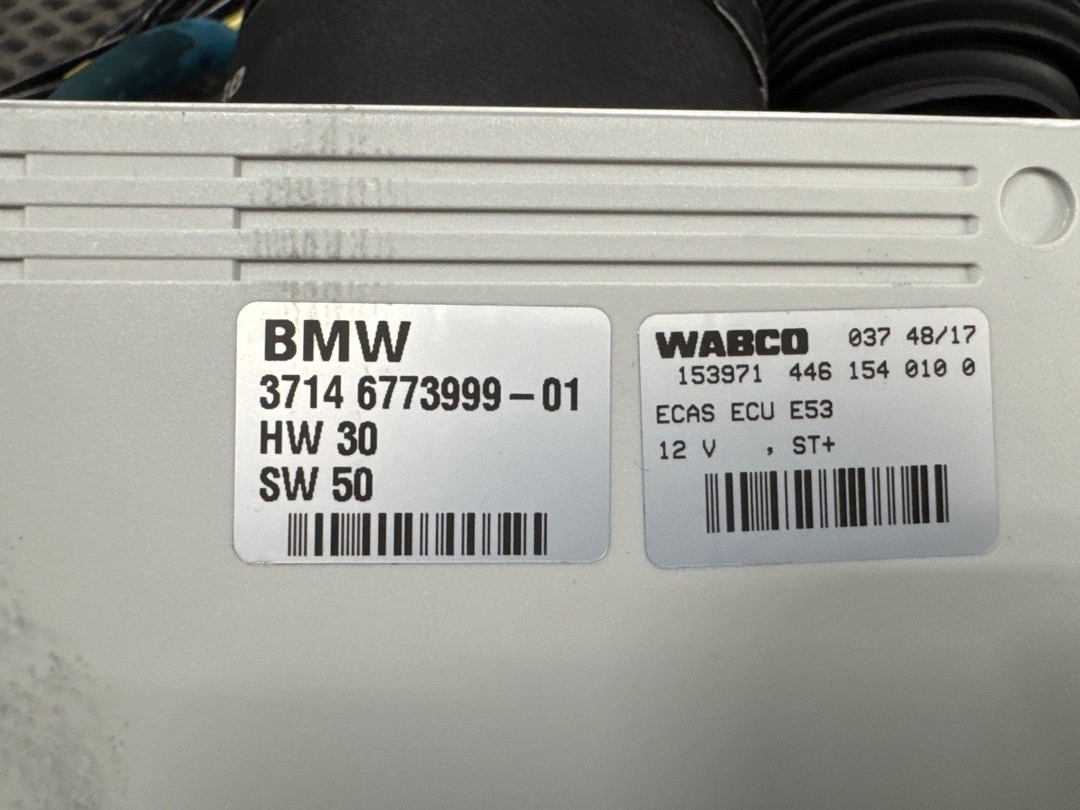 BMW
3714 6773999-01
HW 30
SW 50
WABCO 037 48/17
153971 446 154 010 0
ECAS ECU E53
12 V , ST+